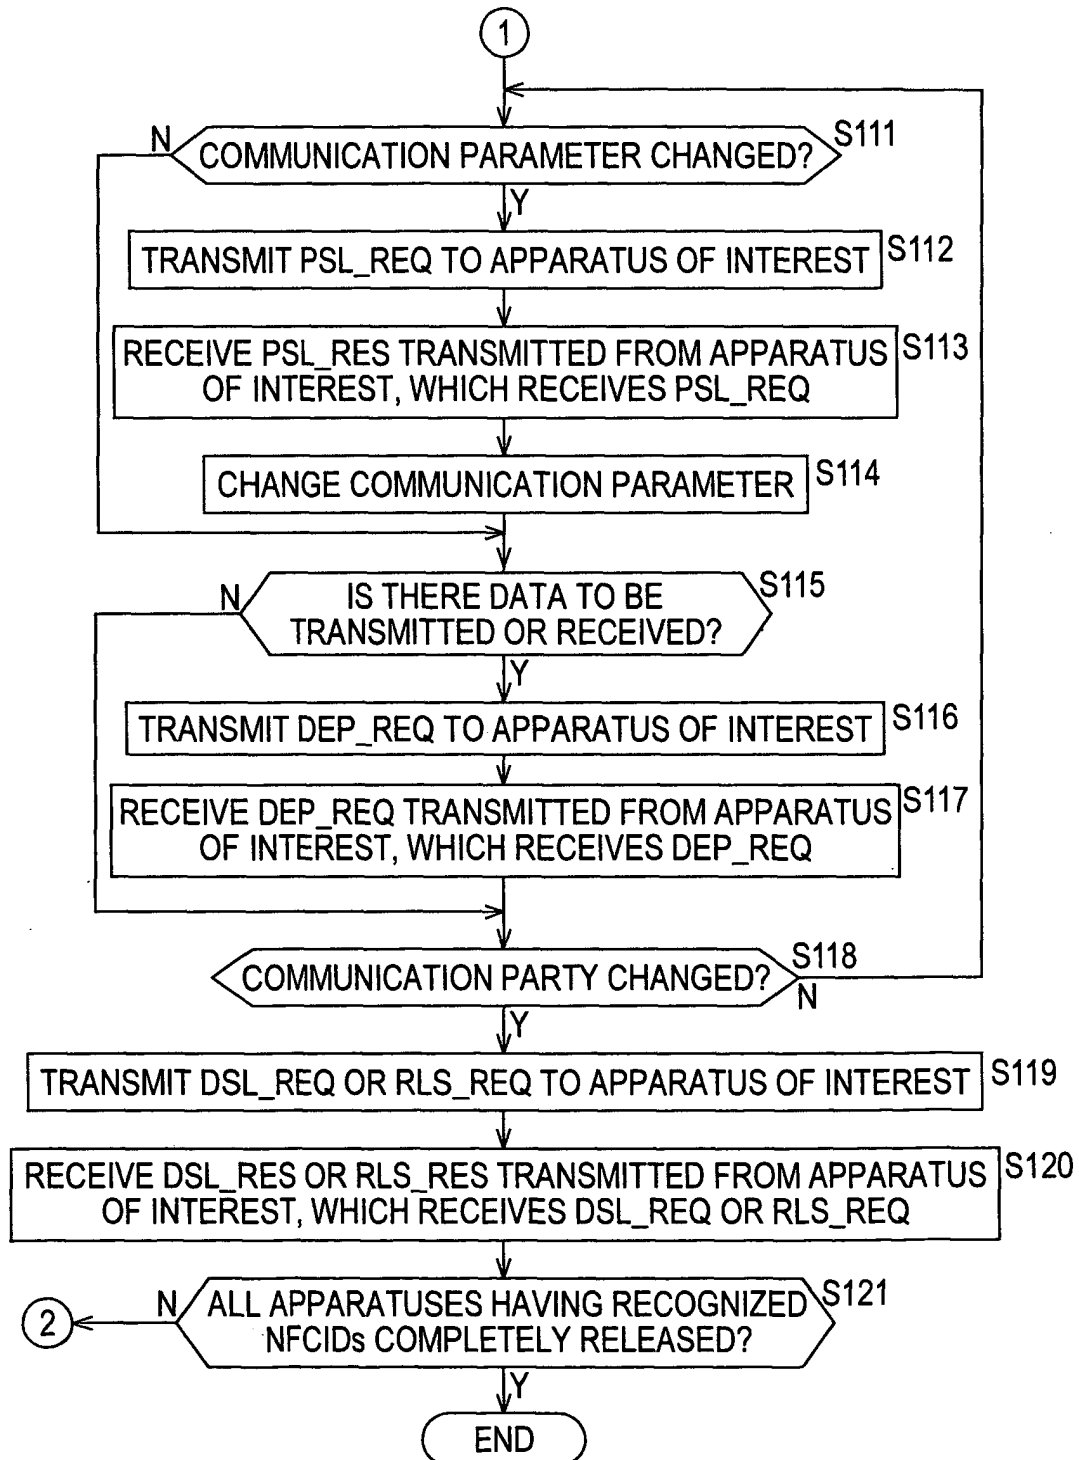 1
N
COMMUNICATION PARAMETER CHANGED?
S111
Y
TRANSMIT PSL_REQ TO APPARATUS OF INTEREST
S112
RECEIVE PSL_RES TRANSMITTED FROM APPARATUS
OF INTEREST, WHICH RECEIVES PSL_REQ
S113
CHANGE COMMUNICATION PARAMETER
S114
N
IS THERE DATA TO BE
TRANSMITTED OR RECEIVED?
S115
Y
TRANSMIT DEP_REQ TO APPARATUS OF INTEREST
S116
RECEIVE DEP_REQ TRANSMITTED FROM APPARATUS
OF INTEREST, WHICH RECEIVES DEP_REQ
S117
COMMUNICATION PARTY CHANGED?
S118
N
Y
TRANSMIT DSL_REQ OR RLS_REQ TO APPARATUS OF INTEREST
S119
RECEIVE DSL_RES OR RLS_RES TRANSMITTED FROM APPARATUS
OF INTEREST, WHICH RECEIVES DSL_REQ OR RLS_REQ
S120
2
N
ALL APPARATUSES HAVING RECOGNIZED
NFCIDs COMPLETELY RELEASED?
S121
Y
END